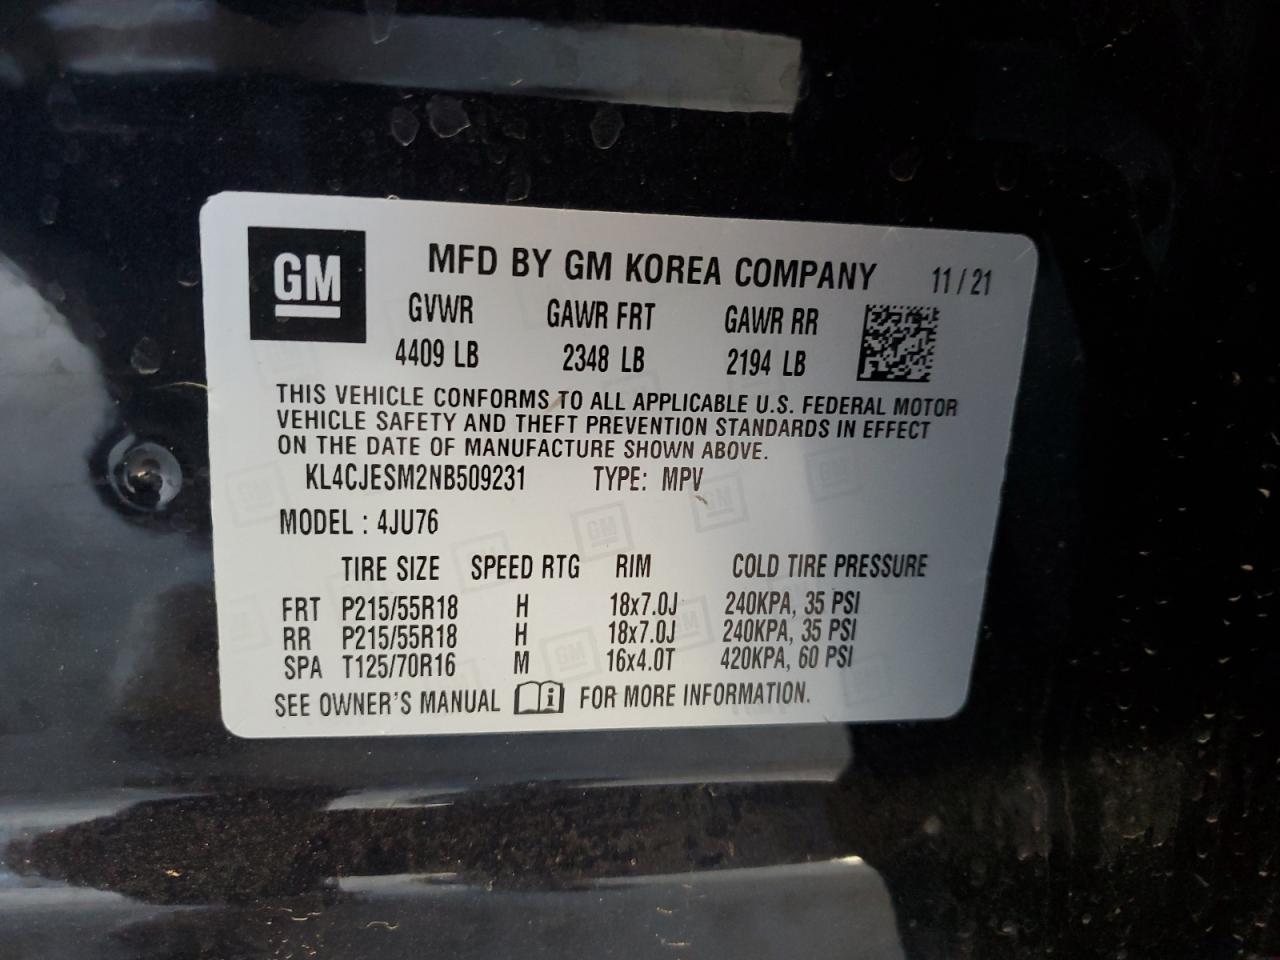 GM
MFD BY GM KOREA COMPANY 11/21
GVWR GAWR FRT GAWR RR
4409 LB 2348 LB 2194 LB
THIS VEHICLE CONFORMS TO ALL APPLICABLE U.S. FEDERAL MOTOR
VEHICLE SAFETY AND THEFT PREVENTION STANDARDS IN EFFECT
ON THE DATE OF MANUFACTURE SHOWN ABOVE.
KL4CJESM2NB509231 TYPE: MPV
MODEL : 4JU76
TIRE SIZE SPEED RTG RIM COLD TIRE PRESSURE
FRT P215/55R18 H 18x7.0J 240KPA, 35 PSI
RR P215/55R18 H 18x7.0J 240KPA, 35 PSI
SPA T125/70R16 M 16x4.0T 420KPA, 60 PSI
SEE OWNER'S MANUAL i FOR MORE INFORMATION.